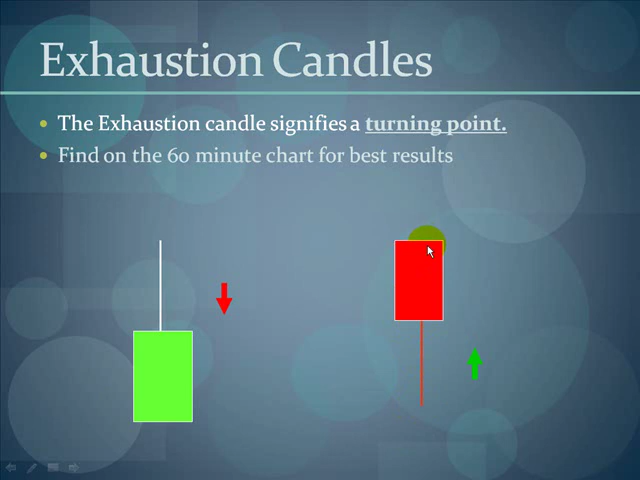 Exhaustion Candles
The Exhaustion candle signifies a turning point.
Find on the 60 minute chart for best results